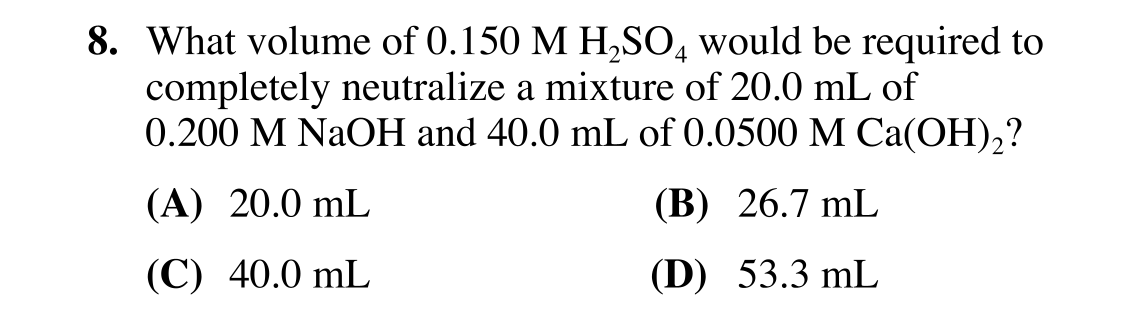 8. What volume of 0.150 M H₂SO₄ would be required to
completely neutralize a mixture of 20.0 mL of
0.200 M NaOH and 40.0 mL of 0.0500 M Ca(OH)₂?
(A) 20.0 mL (B) 26.7 mL
(C) 40.0 mL (D) 53.3 mL